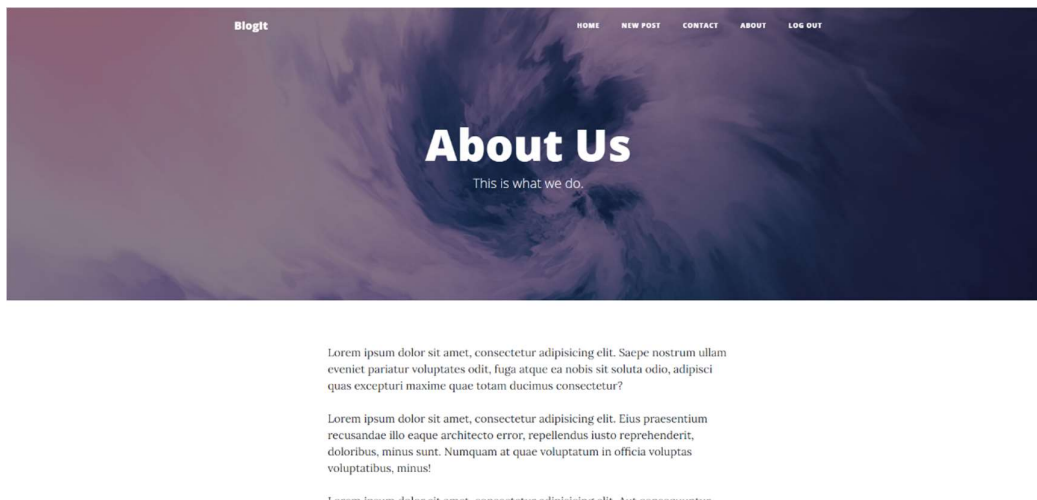 BlogIt
HOME NEW POST CONTACT ABOUT LOG OUT
About Us
This is what we do.
Lorem ipsum dolor sit amet, consectetur adipisicing elit. Saepe nostrum ullam
eveniet pariatur voluptates odit, fuga atque ea nobis sit soluta odio, adipisci
quas excepturi maxime quae totam ducimus consectetur?
Lorem ipsum dolor sit amet, consectetur adipisicing elit. Eius praesentium
recusandae illo eaque architecto error, repellendus iusto reprehenderit,
doloribus, minus sunt. Numquam at quae voluptatum in officia voluptas
voluptatibus, minus!